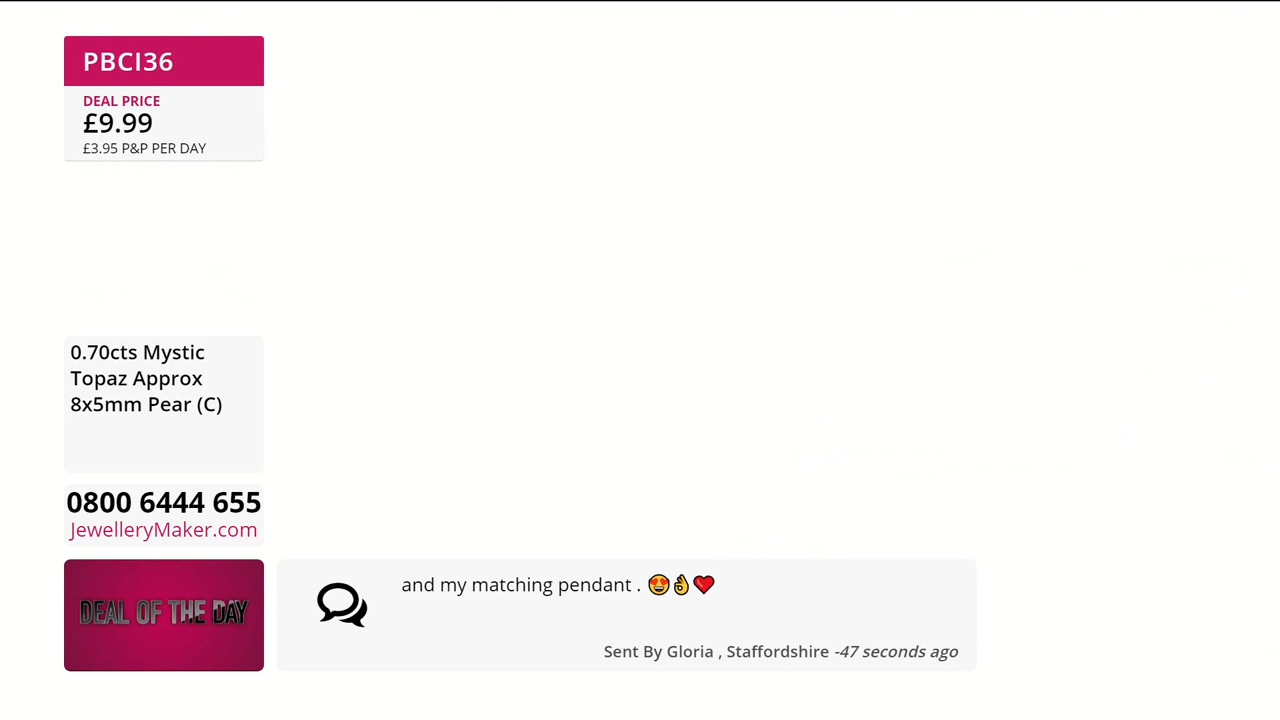 PBCI36
DEAL PRICE
£9.99
£3.95 P&P PER DAY
0.70cts Mystic
Topaz Approx
8x5mm Pear (C)
0800 6444 655
JewelleryMaker.com
DEAL OF THE DAY
and my matching pendant . 😍👌❤️
Sent By Gloria , Staffordshire -47 seconds ago